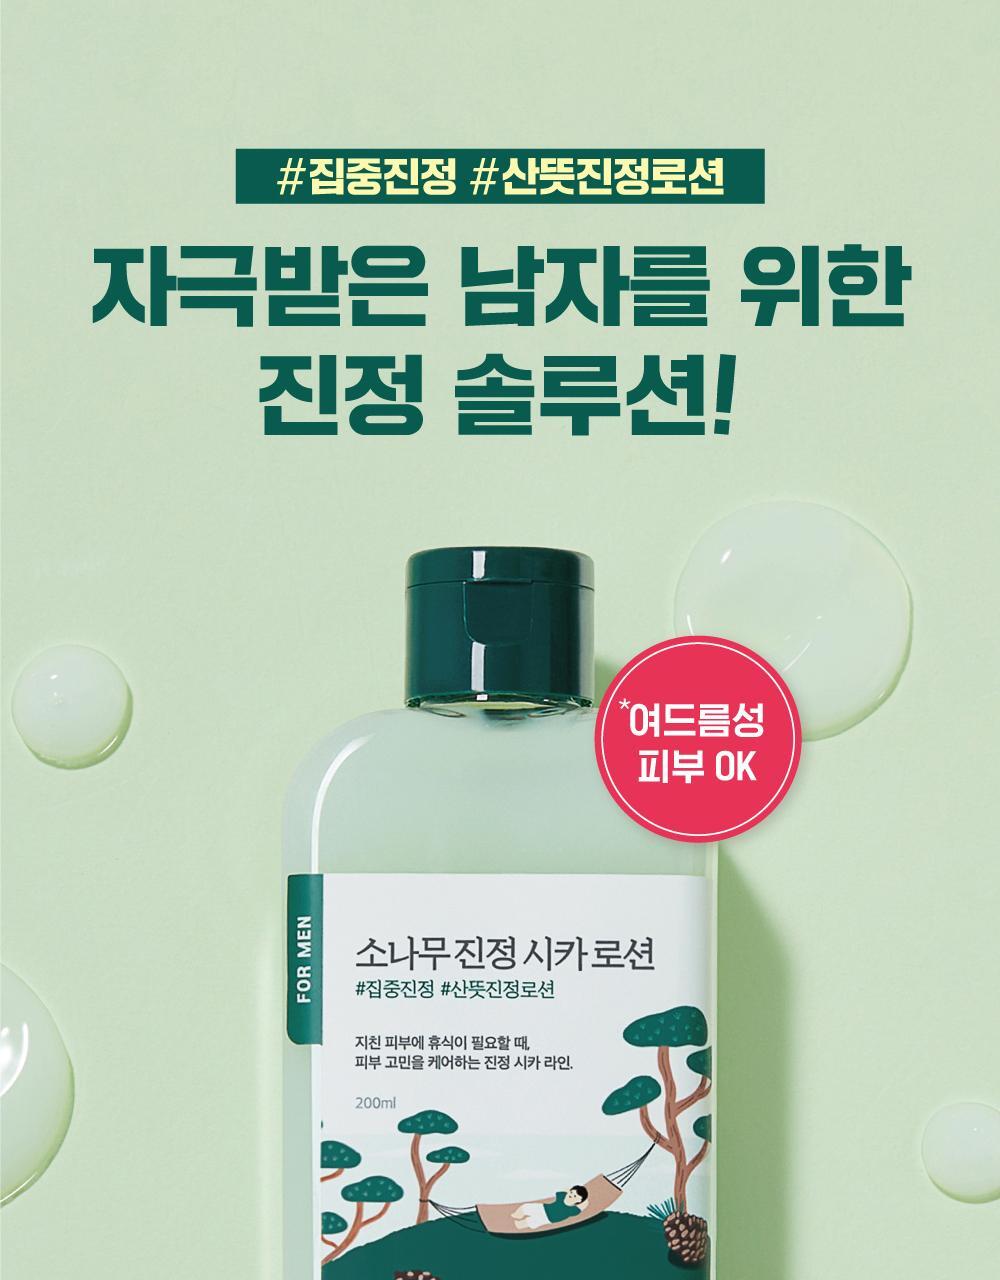 #집중진정 #산뜻진정로션
자극받은 남자를 위한
진정 솔루션!
*여드름성
피부 OK
FOR MEN
소나무 진정 시카 로션
#집중진정 #산뜻진정로션
지친 피부에 휴식이 필요할 때,
피부 고민을 케어하는 진정 시카 라인.
200ml